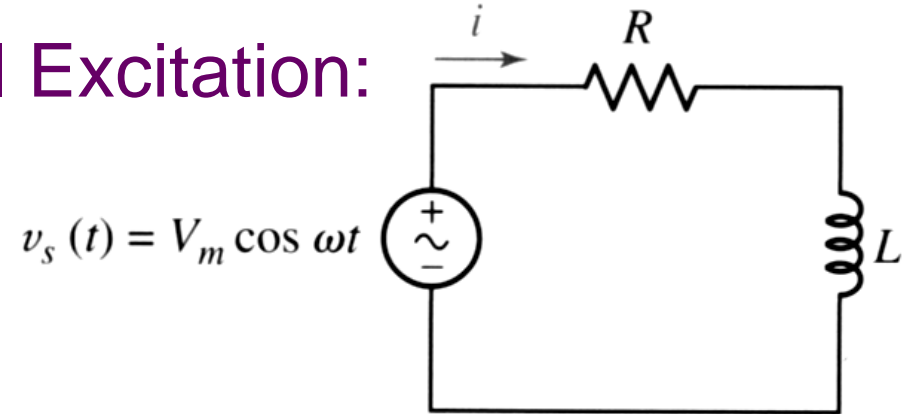 i
R
Excitation:
v_s (t) = V_m cos ωt
+
~
−
L